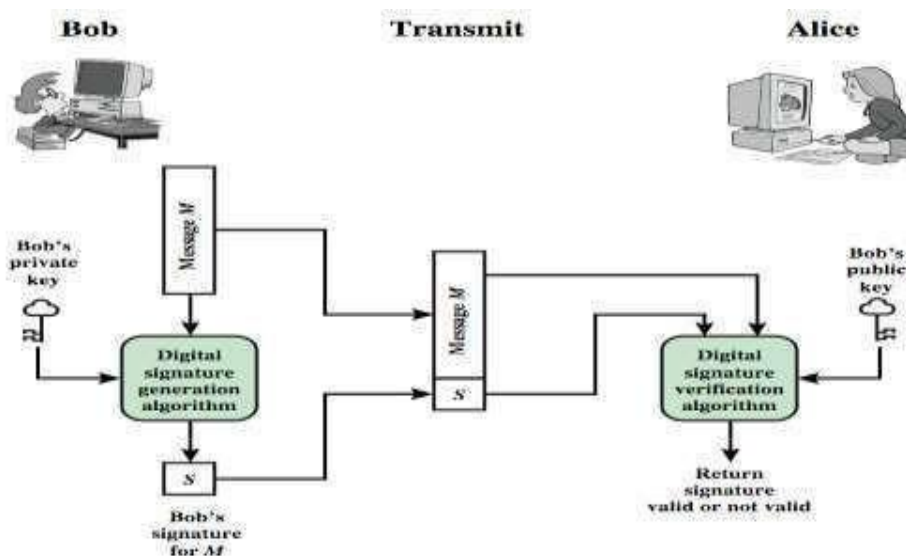 Bob
Transmit
Alice
Message M
Bob's
private
key
Message M
S
Bob's
public
key
Digital
signature
generation
algorithm
Digital
signature
verification
algorithm
S
Bob's
signature
for M
Return
signature
valid or not valid